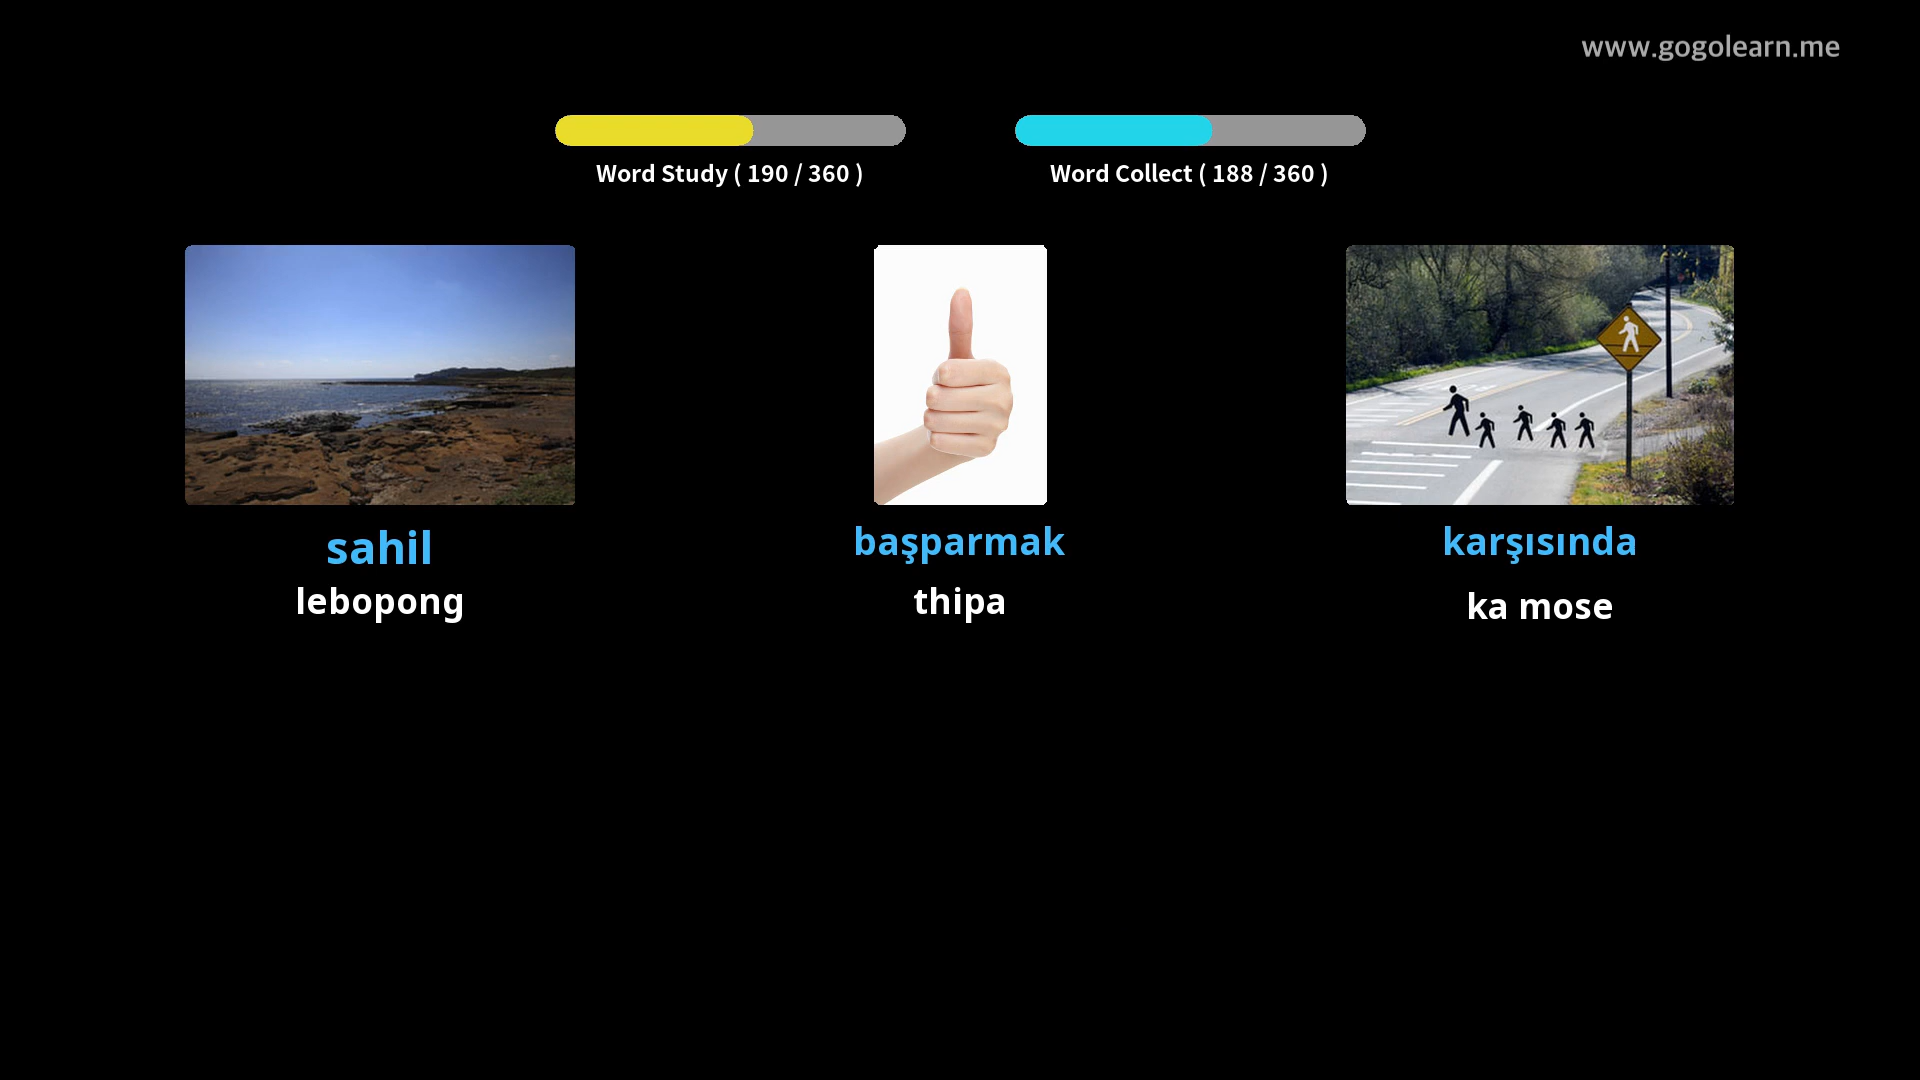 www.gogolearn.me
Word Study ( 190 / 360 )
Word Collect ( 188 / 360 )
sahil
başparmak
karşısında
lebopong
thipa
ka mose